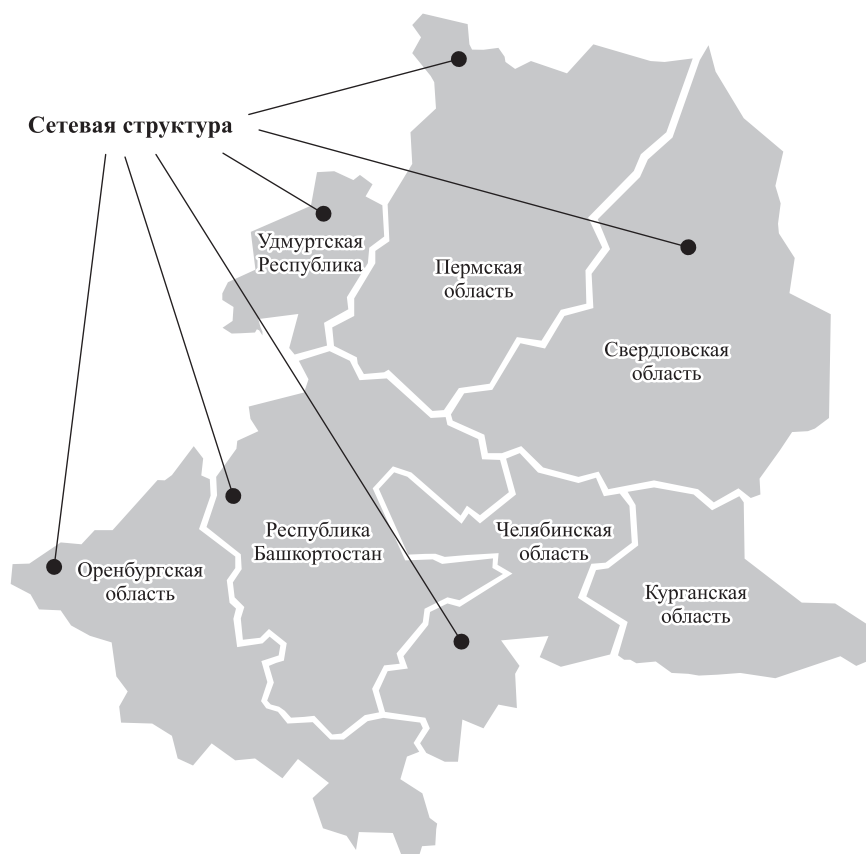 Сетевая структура
Удмуртская
Республика
Пермская
область
Свердловская
область
Республика
Башкортостан
Челябинская
область
Оренбургская
область
Курганская
область